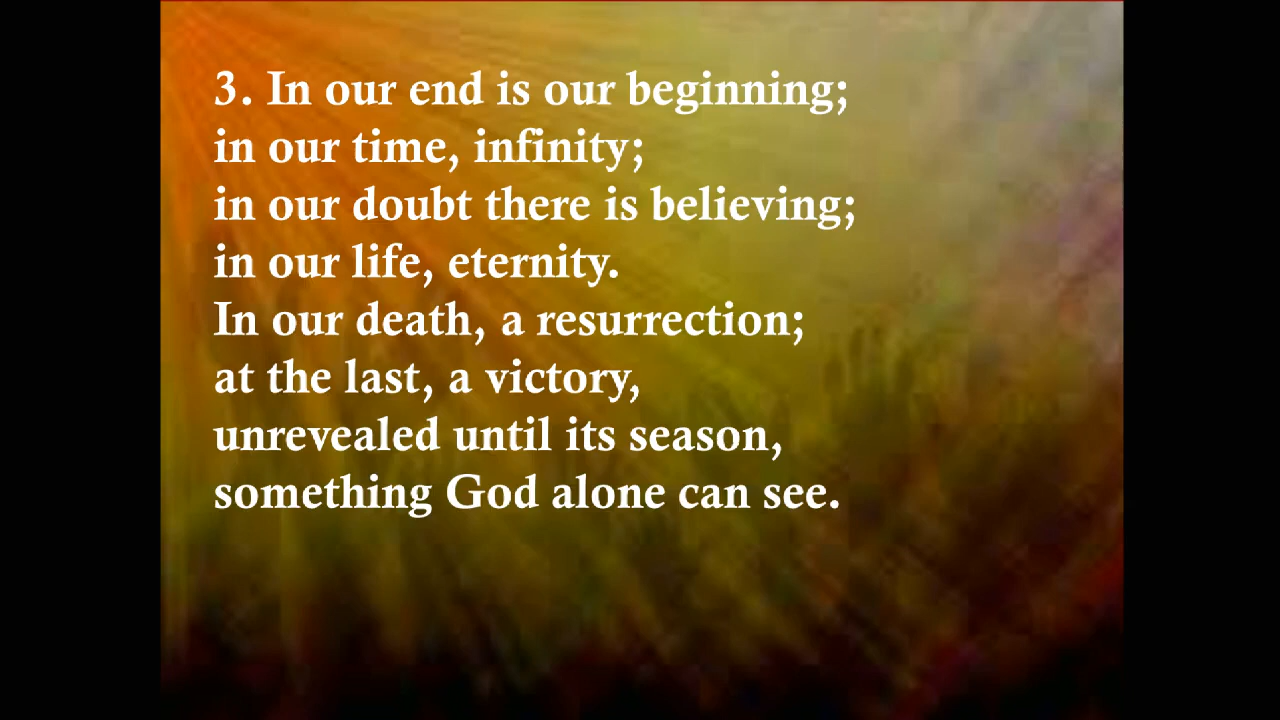 3. In our end is our beginning;
in our time, infinity;
in our doubt there is believing;
in our life, eternity.
In our death, a resurrection;
at the last, a victory,
unrevealed until its season,
something God alone can see.